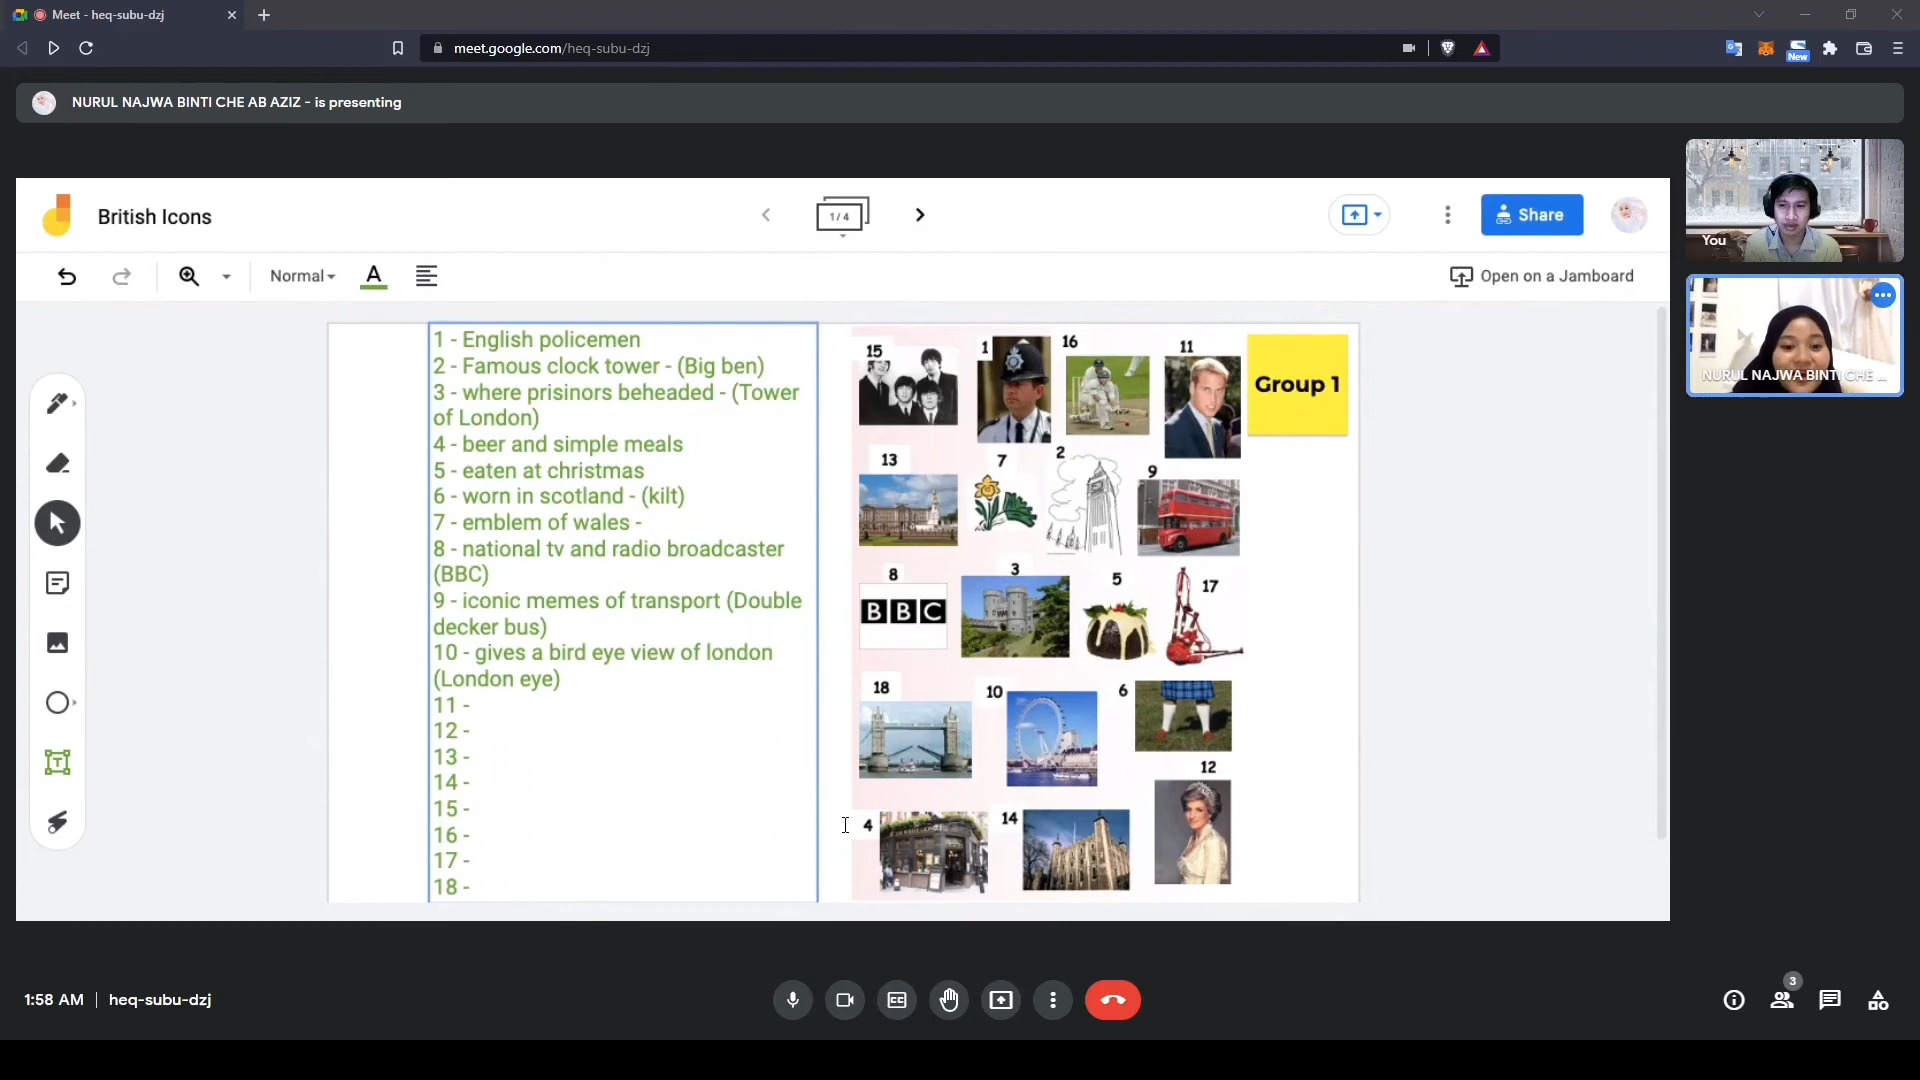 Meet - heq-subu-dzj
meet.google.com/heq-subu-dzj
New
NURUL NAJWA BINTI CHE AB AZIZ - is presenting
British Icons
1 / 4
Share
Normal
A
Open on a Jamboard
You
NURUL NAJWA BINTI CHE ...
1 - English policemen
2 - Famous clock tower - (Big ben)
3 - where prisinors beheaded - (Tower
of London)
4 - beer and simple meals
5 - eaten at christmas
6 - worn in scotland - (kilt)
7 - emblem of wales -
8 - national tv and radio broadcaster
(BBC)
9 - iconic memes of transport (Double
decker bus)
10 - gives a bird eye view of london
(London eye)
11 -
12 -
13 -
14 -
15 -
16 -
17 -
18 -
15 1 16 11
Group 1
13 7 2 9
8 3 5 17
BBC
18 10 6
12
4 14
1:58 AM | heq-subu-dzj
3